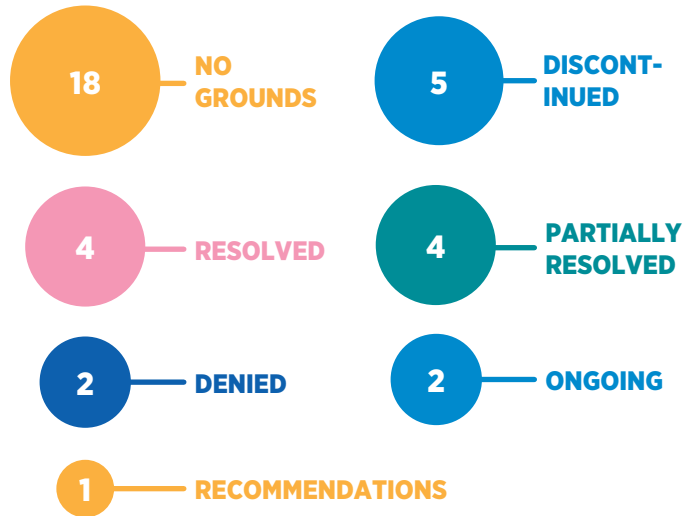 18
NO
GROUNDS
5
DISCONT-
INUED
4
RESOLVED
4
PARTIALLY
RESOLVED
2
DENIED
2
ONGOING
1
RECOMMENDATIONS